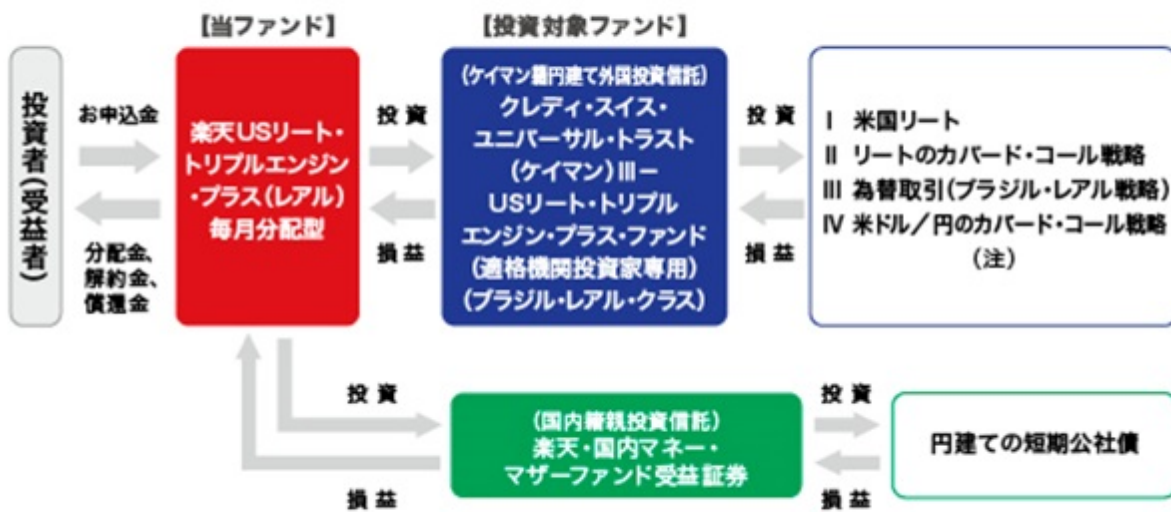 【当ファンド】
【投資対象ファンド】
投資者(受益者)
お申込金
分配金、
解約金、
償還金
楽天USリート・
トリプルエンジン
・プラス(レアル)
毎月分配型
投資
損益
(ケイマン籍円建て外国投資信託)
クレディ・スイス・
ユニバーサル・トラスト
(ケイマン)Ⅲ−
USリート・トリプル
エンジン・プラス・ファンド
(適格機関投資家専用)
(ブラジル・レアル・クラス)
投資
損益
Ⅰ 米国リート
Ⅱ リートのカバード・コール戦略
Ⅲ 為替取引(ブラジル・レアル戦略)
Ⅳ 米ドル/円のカバード・コール戦略
(注)
投資
損益
(国内籍親投資信託)
楽天・国内マネー・
マザーファンド受益証券
投資
損益
円建ての短期公社債